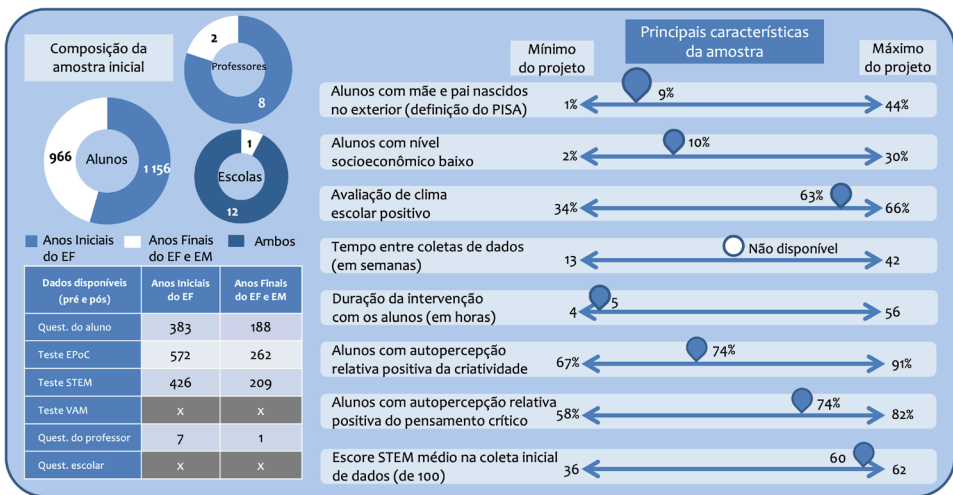 Composição da
amostra inicial
2
Professores
8
966
Alunos
1 156
1
Escolas
12
Anos Iniciais
do EF
Anos Finais
do EF e EM
Ambos
Dados disponíveis
(pré e pós)
Anos Iniciais
do EF
Anos Finais
do EF e EM
Quest. do aluno
383
188
Teste EPoC
572
262
Teste STEM
426
209
Teste VAM
x
x
Quest. do professor
7
1
Quest. escolar
x
x
Mínimo
do projeto
Principais características
da amostra
Máximo
do projeto
Alunos com mãe e pai nascidos
no exterior (definição do PISA)
1%
9%
44%
Alunos com nível
socioeconômico baixo
2%
10%
30%
Avaliação de clima
escolar positivo
34%
63%
66%
Tempo entre coletas de dados
(em semanas)
13
Não disponível
42
Duração da intervenção
com os alunos (em horas)
4
5
56
Alunos com autopercepção
relativa positiva da criatividade
67%
74%
91%
Alunos com autopercepção relativa
positiva do pensamento crítico
58%
74%
82%
Escore STEM médio na coleta inicial
de dados (de 100)
36
60
62